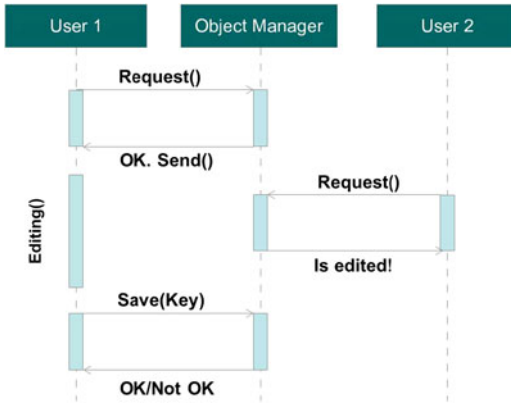 User 1
Object Manager
User 2
Request()
OK. Send()
Request()
Editing()
Is edited!
Save(Key)
OK/Not OK